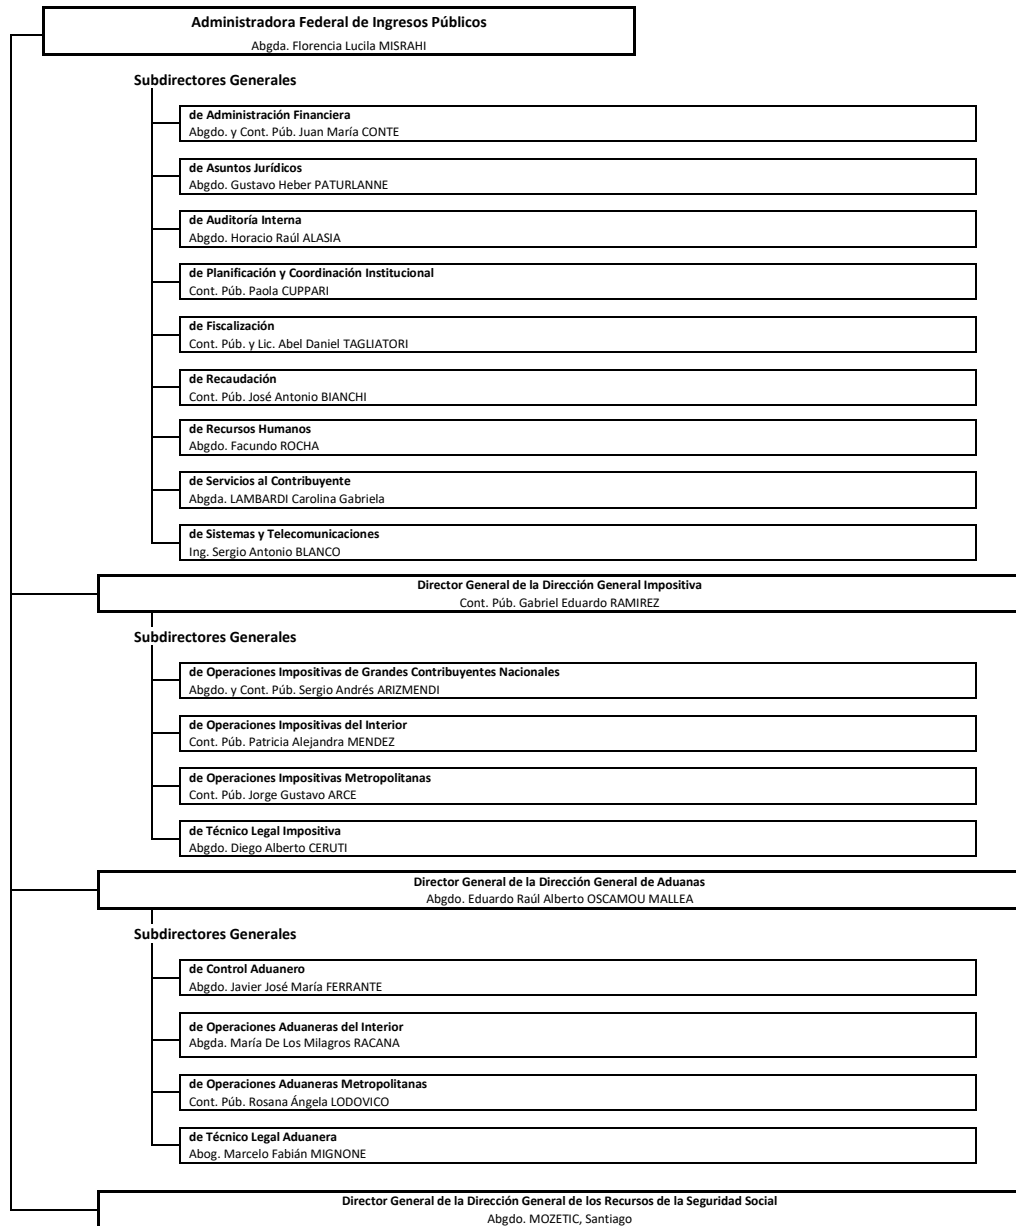 Administradora Federal de Ingresos Públicos
Abgda. Florencia Lucila MISRAHI
Subdirectores Generales
de Administración Financiera
Abgdo. y Cont. Púb. Juan María CONTE
de Asuntos Jurídicos
Abgdo. Gustavo Heber PATURLANNE
de Auditoría Interna
Abgdo. Horacio Raúl ALASIA
de Planificación y Coordinación Institucional
Cont. Púb. Paola CUPPARI
de Fiscalización
Cont. Púb. y Lic. Abel Daniel TAGLIATORI
de Recaudación
Cont. Púb. José Antonio BIANCHI
de Recursos Humanos
Abgdo. Facundo ROCHA
de Servicios al Contribuyente
Abgda. LAMBARDI Carolina Gabriela
de Sistemas y Telecomunicaciones
Ing. Sergio Antonio BLANCO
Director General de la Dirección General Impositiva
Cont. Púb. Gabriel Eduardo RAMIREZ
Subdirectores Generales
de Operaciones Impositivas de Grandes Contribuyentes Nacionales
Abgdo. y Cont. Púb. Sergio Andrés ARIZMENDI
de Operaciones Impositivas del Interior
Cont. Púb. Patricia Alejandra MENDEZ
de Operaciones Impositivas Metropolitanas
Cont. Púb. Jorge Gustavo ARCE
de Técnico Legal Impositiva
Abgdo. Diego Alberto CERUTI
Director General de la Dirección General de Aduanas
Abgdo. Eduardo Raúl Alberto OSCAMOU MALLEA
Subdirectores Generales
de Control Aduanero
Abgdo. Javier José María FERRANTE
de Operaciones Aduaneras del Interior
Abgda. María De Los Milagros RACANA
de Operaciones Aduaneras Metropolitanas
Cont. Púb. Rosana Ángela LODOVICO
de Técnico Legal Aduanera
Abog. Marcelo Fabián MIGNONE
Director General de la Dirección General de los Recursos de la Seguridad Social
Abgdo. MOZETIC, Santiago